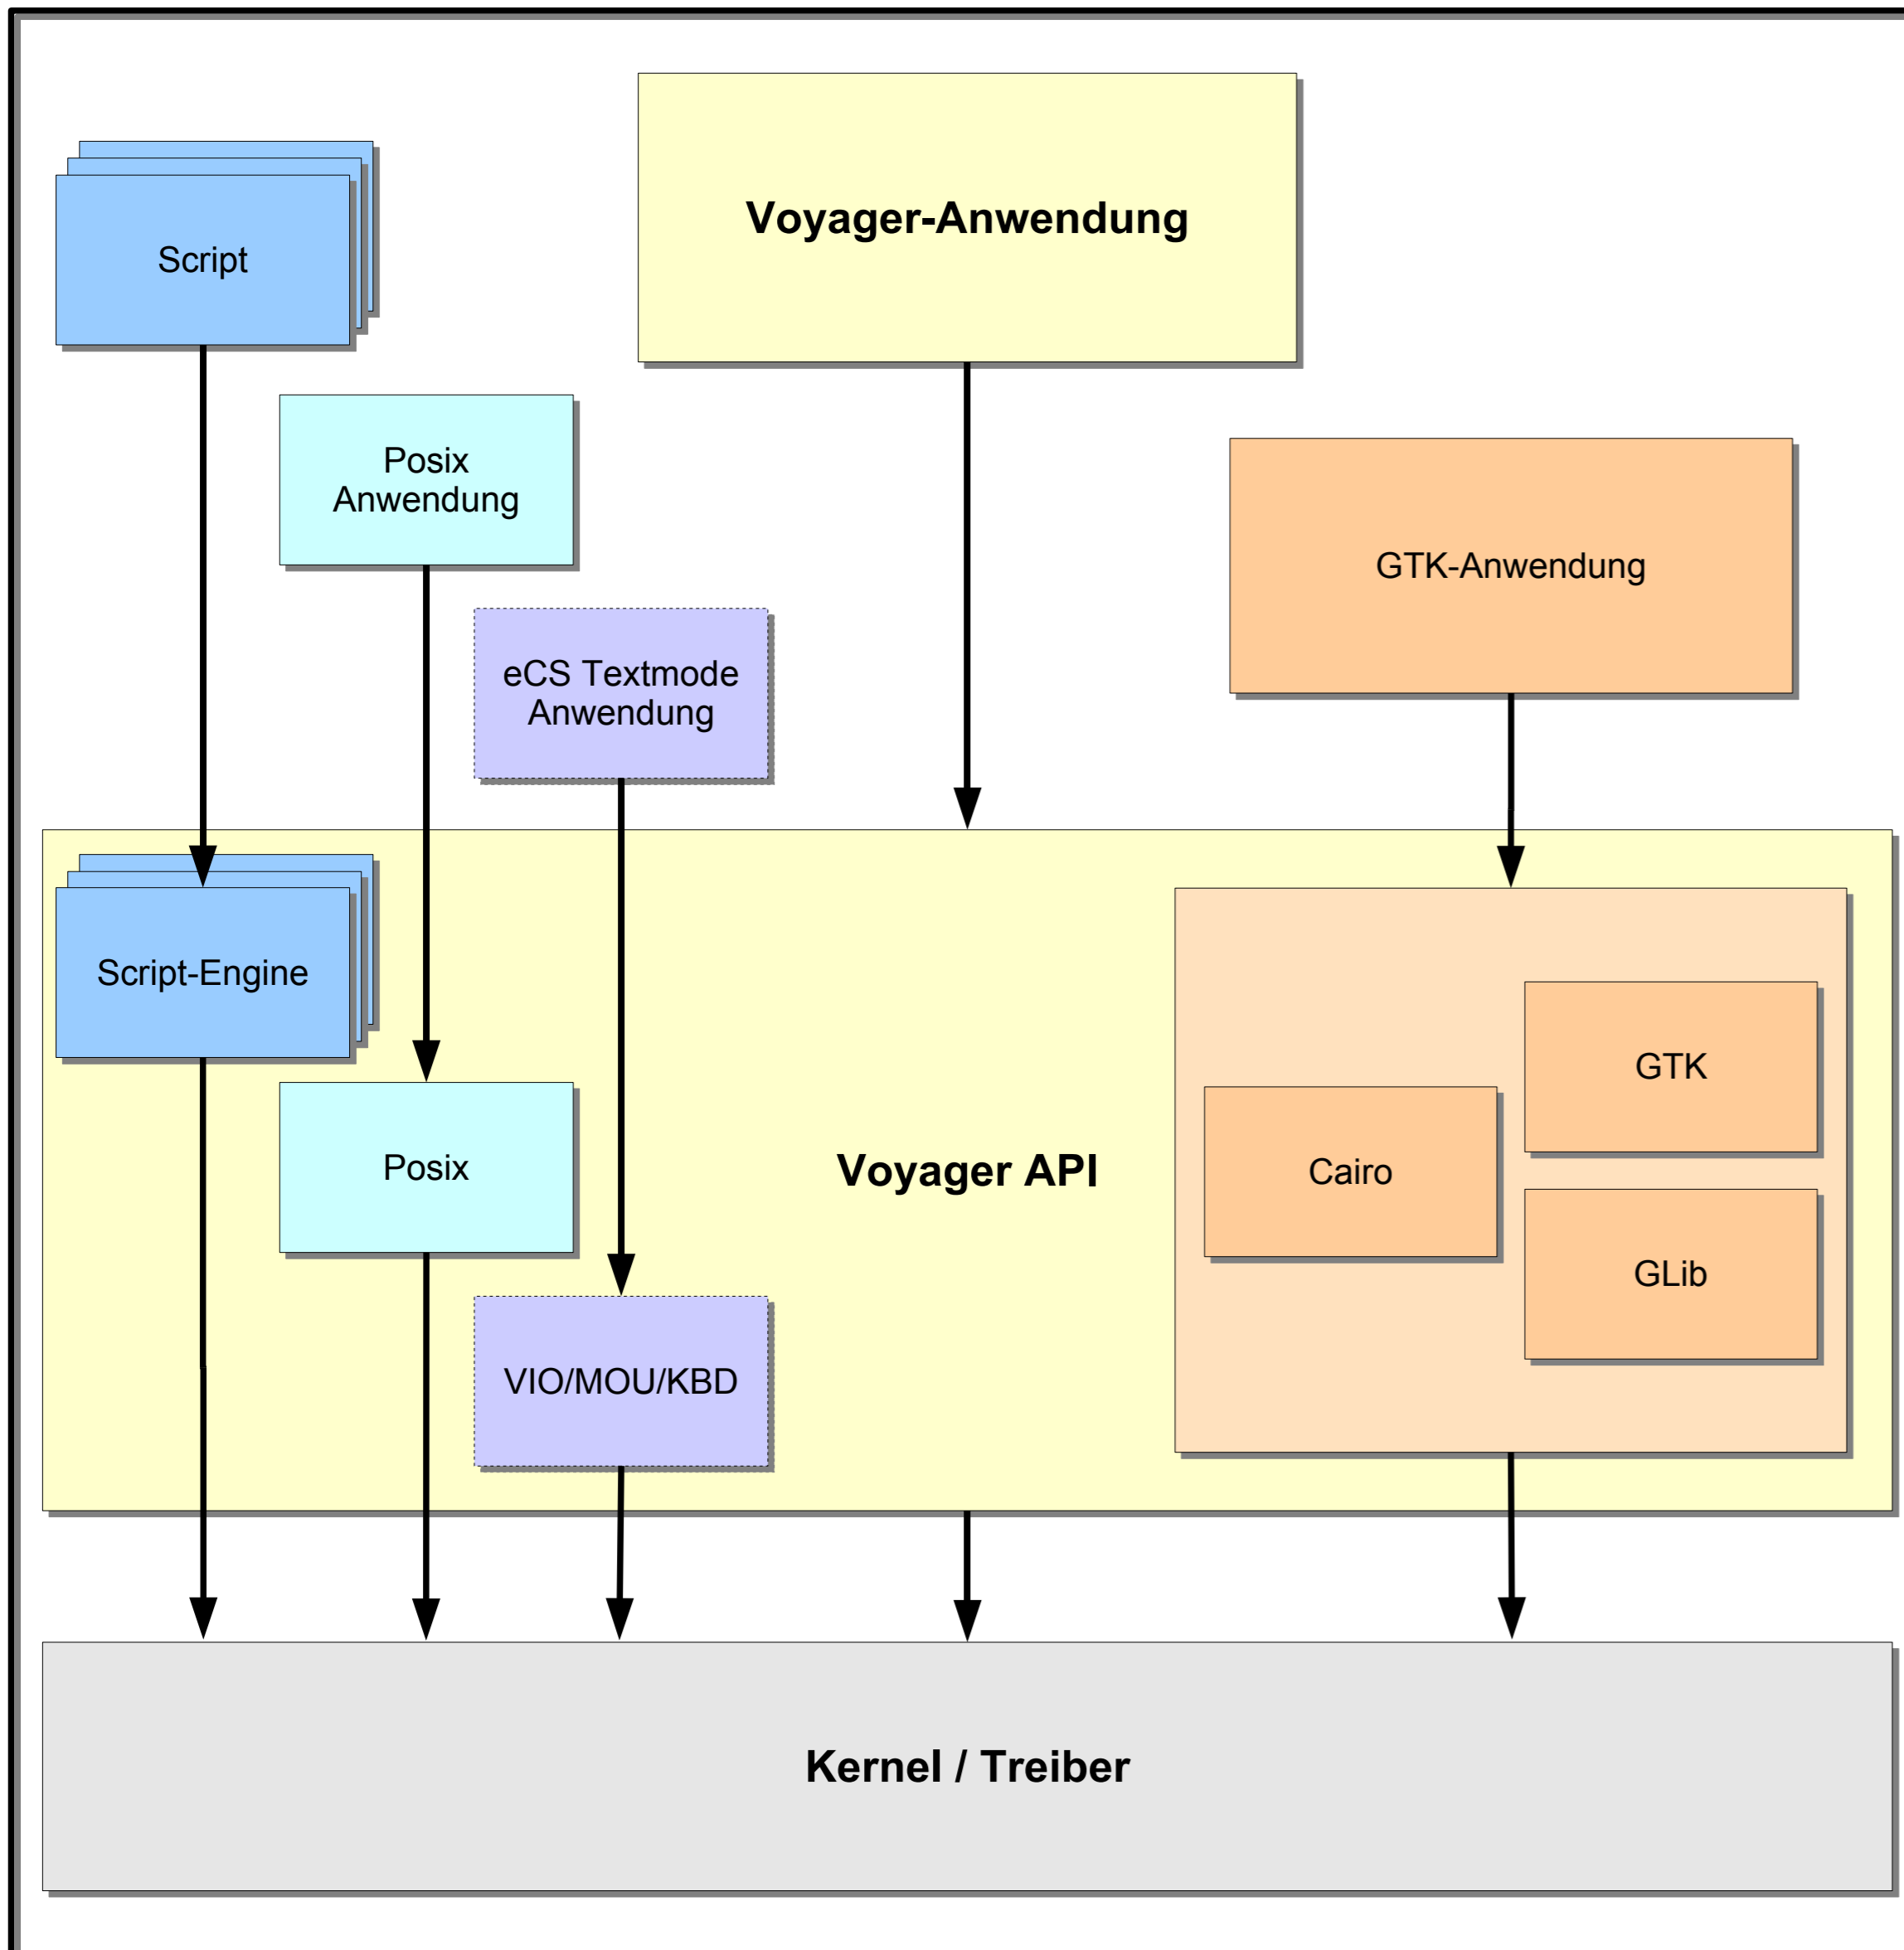 Voyager-Anwendung
Script
Posix
Anwendung
GTK-Anwendung
eCS Textmode
Anwendung
Script-Engine
GTK
Posix
Voyager API
Cairo
GLib
VIO/MOU/KBD
Kernel / Treiber